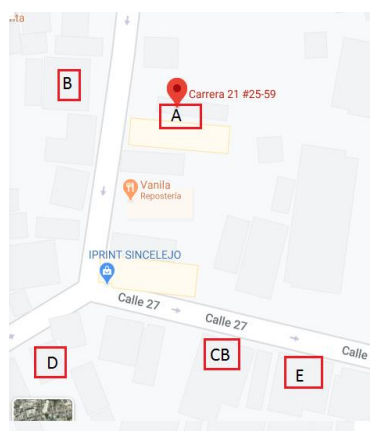 B
Carrera 21 #25-59
A
Vanila
Repostería
IPRINT SINCELEJO
Calle 27
Calle 27
Calle
D
CB
E